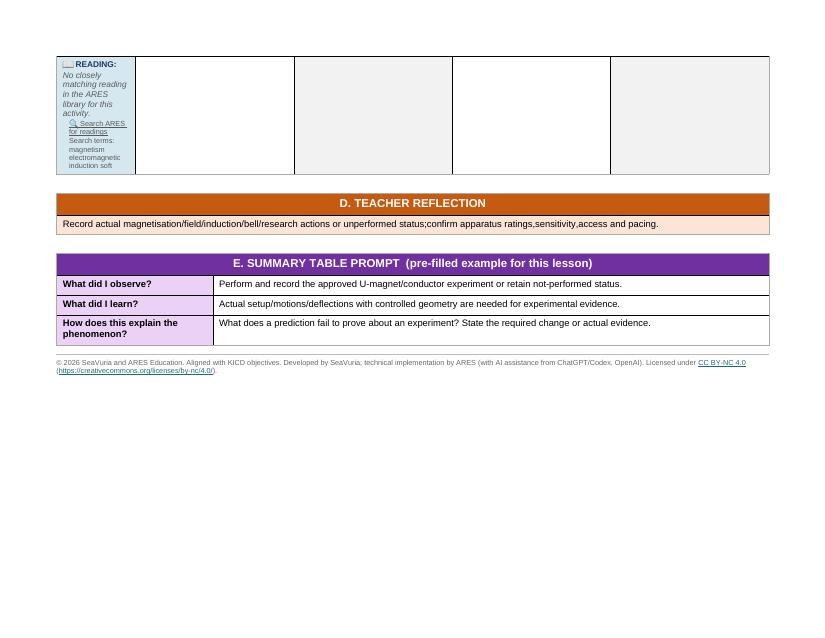 📖 READING:
No closely
matching reading
in the ARES
library for this
activity.
🔍 Search ARES
for readings
Search terms:
magnetism
electromagnetic
induction soft
D. TEACHER REFLECTION
Record actual magnetisation/field/induction/bell/research actions or unperformed status;confirm apparatus ratings,sensitivity,access and pacing.
E. SUMMARY TABLE PROMPT (pre-filled example for this lesson)
What did I observe? Perform and record the approved U-magnet/conductor experiment or retain not-performed status.
What did I learn? Actual setup/motions/deflections with controlled geometry are needed for experimental evidence.
How does this explain the phenomenon? What does a prediction fail to prove about an experiment? State the required change or actual evidence.
© 2026 SeaVuria and ARES Education. Aligned with KICD objectives. Developed by SeaVuria; technical implementation by ARES (with AI assistance from ChatGPT/Codex, OpenAI). Licensed under CC BY-NC 4.0
(https://creativecommons.org/licenses/by-nc/4.0/).